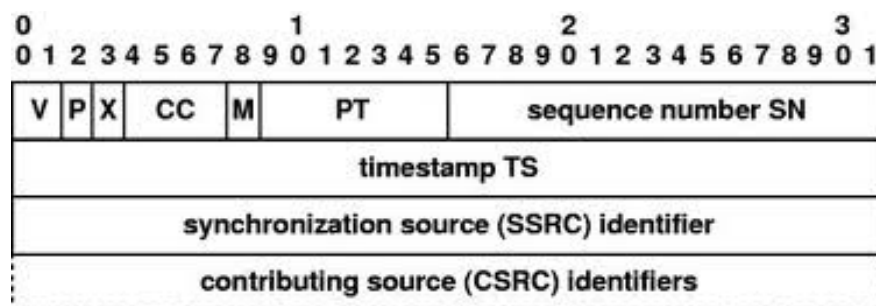 0 1 2 3
0 1 2 3 4 5 6 7 8 9 0 1 2 3 4 5 6 7 8 9 0 1 2 3 4 5 6 7 8 9 0 1
V P X CC M PT sequence number SN
timestamp TS
synchronization source (SSRC) identifier
contributing source (CSRC) identifiers